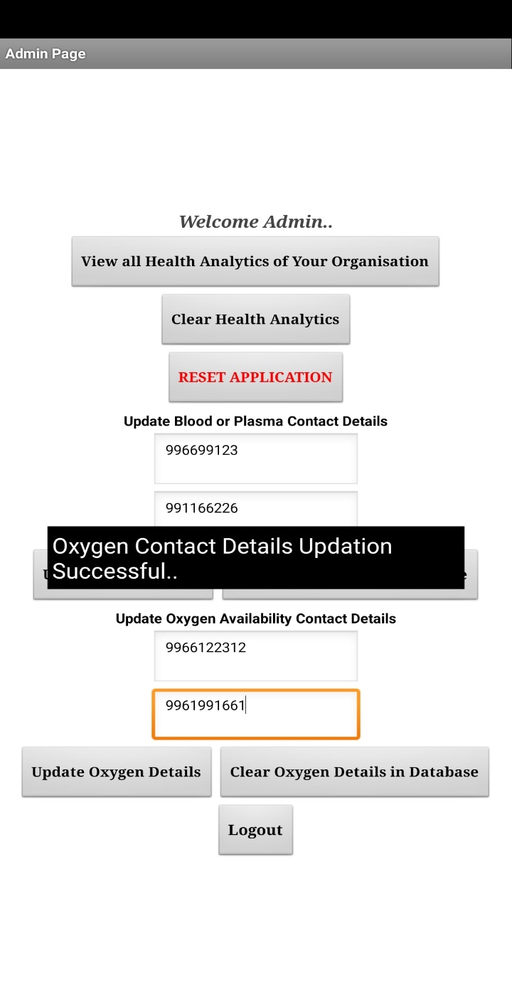 Admin Page
Welcome Admin..
View all Health Analytics of Your Organisation
Clear Health Analytics
RESET APPLICATION
Update Blood or Plasma Contact Details
996699123
991166226
Oxygen Contact Details Updation
Successful..
Update Oxygen Availability Contact Details
9966122312
9961991661
Update Oxygen Details
Clear Oxygen Details in Database
Logout